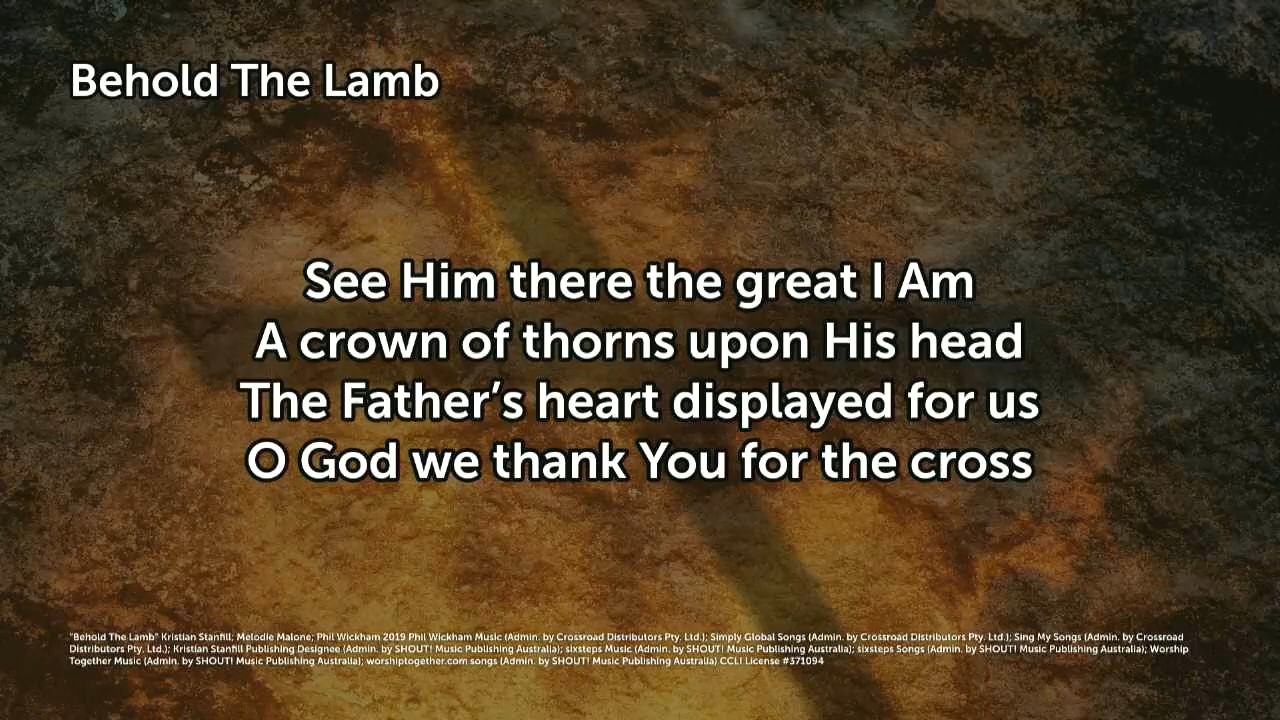 Behold The Lamb
See Him there the great I Am
A crown of thorns upon His head
The Father’s heart displayed for us
O God we thank You for the cross
"Behold The Lamb" Kristian Stanfill; Melodie Malone; Phil Wickham 2019 Phil Wickham Music (Admin. by Crossroad Distributors Pty. Ltd.); Simply Global Songs (Admin. by Crossroad Distributors Pty. Ltd.); Sing My Songs (Admin. by Crossroad
Distributors Pty. Ltd.); Kristian Stanfill Publishing Designee (Admin. by SHOUT! Music Publishing Australia); sixsteps Music (Admin. by SHOUT! Music Publishing Australia); sixsteps Songs (Admin. by SHOUT! Music Publishing Australia); Worship
Together Music (Admin. by SHOUT! Music Publishing Australia); worshiptogether.com songs (Admin. by SHOUT! Music Publishing Australia) CCLI License #371094